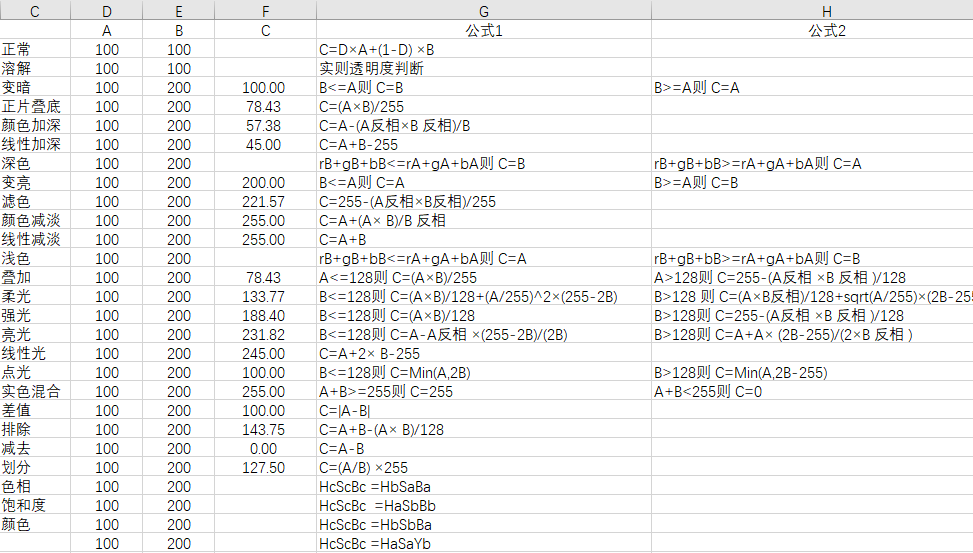 C D E F G H
A B C 公式1 公式2
正常 100 100 C=D×A+(1-D) ×B
溶解 100 100 实则透明度判断
变暗 100 200 100.00 B<=A则 C=B B>=A则 C=A
正片叠底 100 200 78.43 C=(A×B)/255
颜色加深 100 200 57.38 C=A-(A反相×B 反相)/B
线性加深 100 200 45.00 C=A+B-255
深色 100 200 rB+gB+bB<=rA+gA+bA则 C=B rB+gB+bB>=rA+gA+bA则 C=A
变亮 100 200 200.00 B<=A则 C=A B>=A则 C=B
滤色 100 200 221.57 C=255-(A反相×B反相)/255
颜色减淡 100 200 255.00 C=A+(A× B)/B 反相
线性减淡 100 200 255.00 C=A+B
浅色 100 200 rB+gB+bB<=rA+gA+bA则 C=A rB+gB+bB>=rA+gA+bA则 C=B
叠加 100 200 78.43 A<=128则 C=(A×B)/255 A>128则 C=255-(A反相 ×B 反相 )/128
柔光 100 200 133.77 B<=128则 C=(A×B)/128+(A/255)^2×(255-2B) B>128 则 C=(A×B反相)/128+sqrt(A/255)×(2B-255
强光 100 200 188.40 B<=128则 C=(A×B)/128 B>128则 C=255-(A反相 ×B 反相 )/128
亮光 100 200 231.82 B<=128则 C=A-A反相 ×(255-2B)/(2B) B>128则 C=A+A× (2B-255)/(2×B 反相 )
线性光 100 200 245.00 C=A+2× B-255
点光 100 200 100.00 B<=128则 C=Min(A,2B) B>128则 C=Min(A,2B-255)
实色混合 100 200 255.00 A+B>=255则 C=255 A+B<255则 C=0
差值 100 200 100.00 C=|A-B|
排除 100 200 143.75 C=A+B-(A× B)/128
减去 100 200 0.00 C=A-B
划分 100 200 127.50 C=(A/B) ×255
色相 100 200 HcScBc =HbSaBa
饱和度 100 200 HcScBc =HaSbBb
颜色 100 200 HcScBc =HbSbBa
100 200 HcScBc =HaSaYb